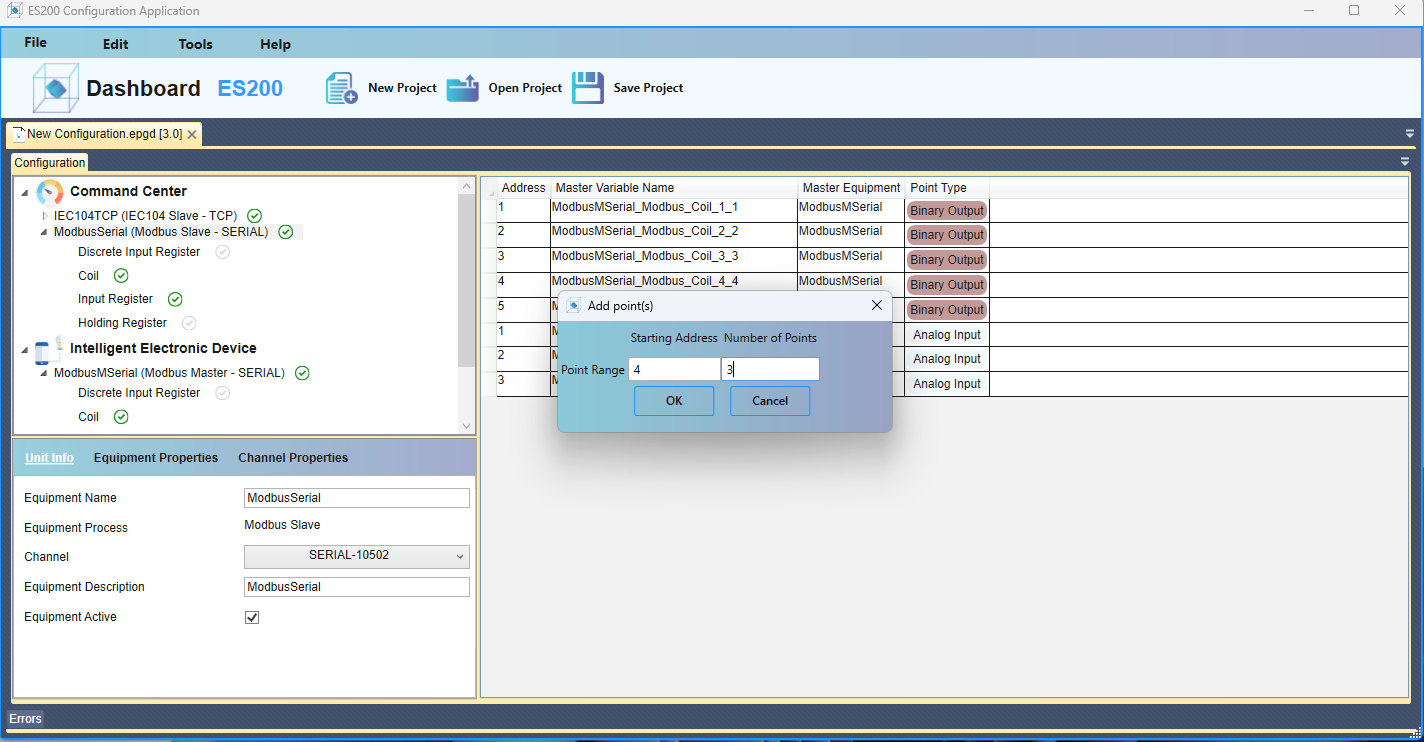 ES200 Configuration Application
File Edit Tools Help
Dashboard ES200 New Project Open Project Save Project
New Configuration.epgd [3.0]
Configuration
Command Center
IEC104TCP (IEC104 Slave - TCP)
ModbusSerial (Modbus Slave - SERIAL)
Discrete Input Register
Coil
Input Register
Holding Register
Intelligent Electronic Device
ModbusMSerial (Modbus Master - SERIAL)
Discrete Input Register
Coil
Unit Info Equipment Properties Channel Properties
Equipment Name ModbusSerial
Equipment Process Modbus Slave
Channel SERIAL-10502
Equipment Description ModbusSerial
Equipment Active
Address Master Variable Name Master Equipment Point Type
1 ModbusMSerial_Modbus_Coil_1_1 ModbusMSerial Binary Output
2 ModbusMSerial_Modbus_Coil_2_2 ModbusMSerial Binary Output
3 ModbusMSerial_Modbus_Coil_3_3 ModbusMSerial Binary Output
4 ModbusMSerial_Modbus_Coil_4_4 ModbusMSerial Binary Output
5 Binary Output
1 Analog Input
2 Analog Input
3 Analog Input
Add point(s)
Starting Address Number of Points
Point Range 4 3
OK Cancel
Errors